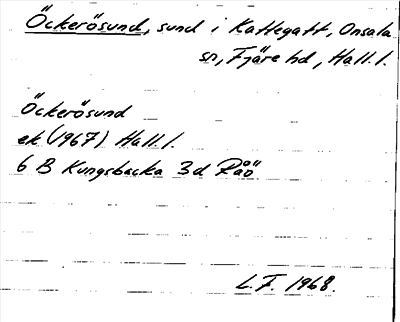 Öckerösund, sund i Kattegatt, Onsala
sn, Fjäre hd, Hall. l.
Öckerösund
ek (1967) Hall. l.
6 B Kungsbacka 3d Råö
L.F. 1968.